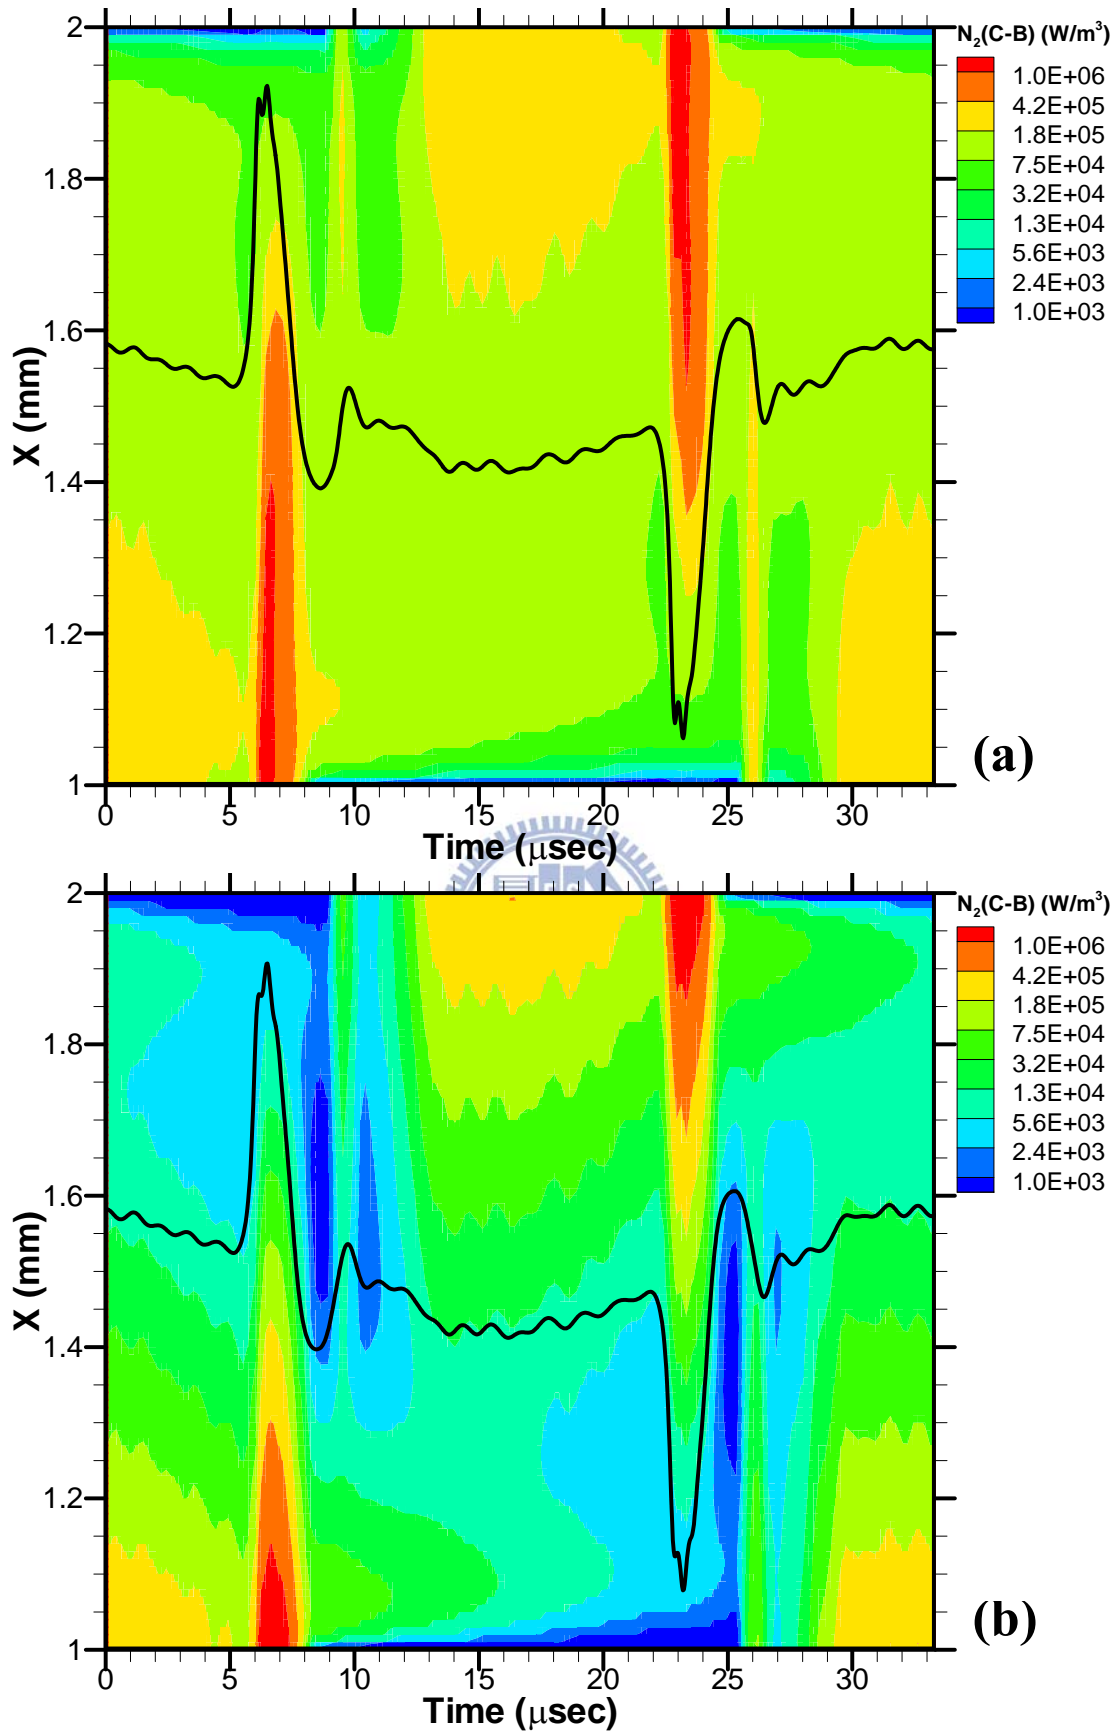 N₂(C-B) (W/m³)
2
1.0E+06
4.2E+05
1.8E+05
7.5E+04
1.8
3.2E+04
1.3E+04
5.6E+03
2.4E+03
1.0E+03
1.6
X (mm)
1.4
1.2
1
(a)
0 5 10 15 20 25 30
Time (μsec)
N₂(C-B) (W/m³)
2
1.0E+06
4.2E+05
1.8E+05
7.5E+04
1.8
3.2E+04
1.3E+04
5.6E+03
2.4E+03
1.0E+03
1.6
X (mm)
1.4
1.2
1
(b)
0 5 10 15 20 25 30
Time (μsec)